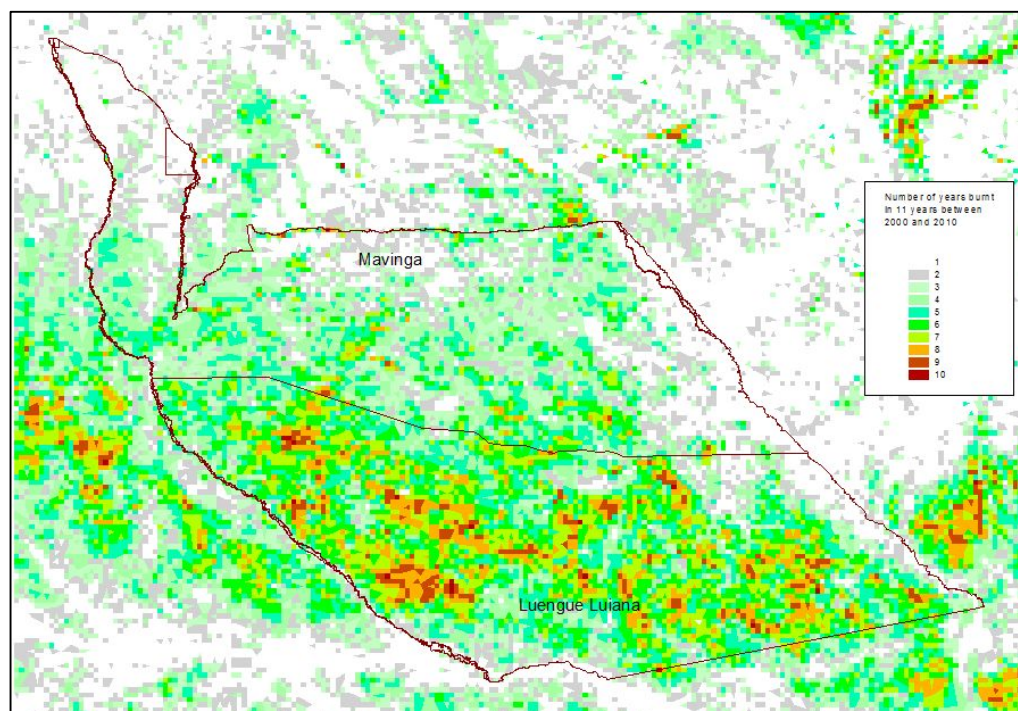 Number of years burnt
in 11 years between
2000 and 2010
1
2
3
4
5
6
7
8
9
10
Mavinga
Luengue Luiana